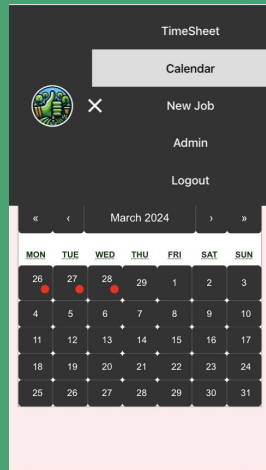 TimeSheet
Calendar
× New Job
Admin
Logout
« ‹ March 2024 › »
MON TUE WED THU FRI SAT SUN
26 27 28 29 1 2 3
4 5 6 7 8 9 10
11 12 13 14 15 16 17
18 19 20 21 22 23 24
25 26 27 28 29 30 31